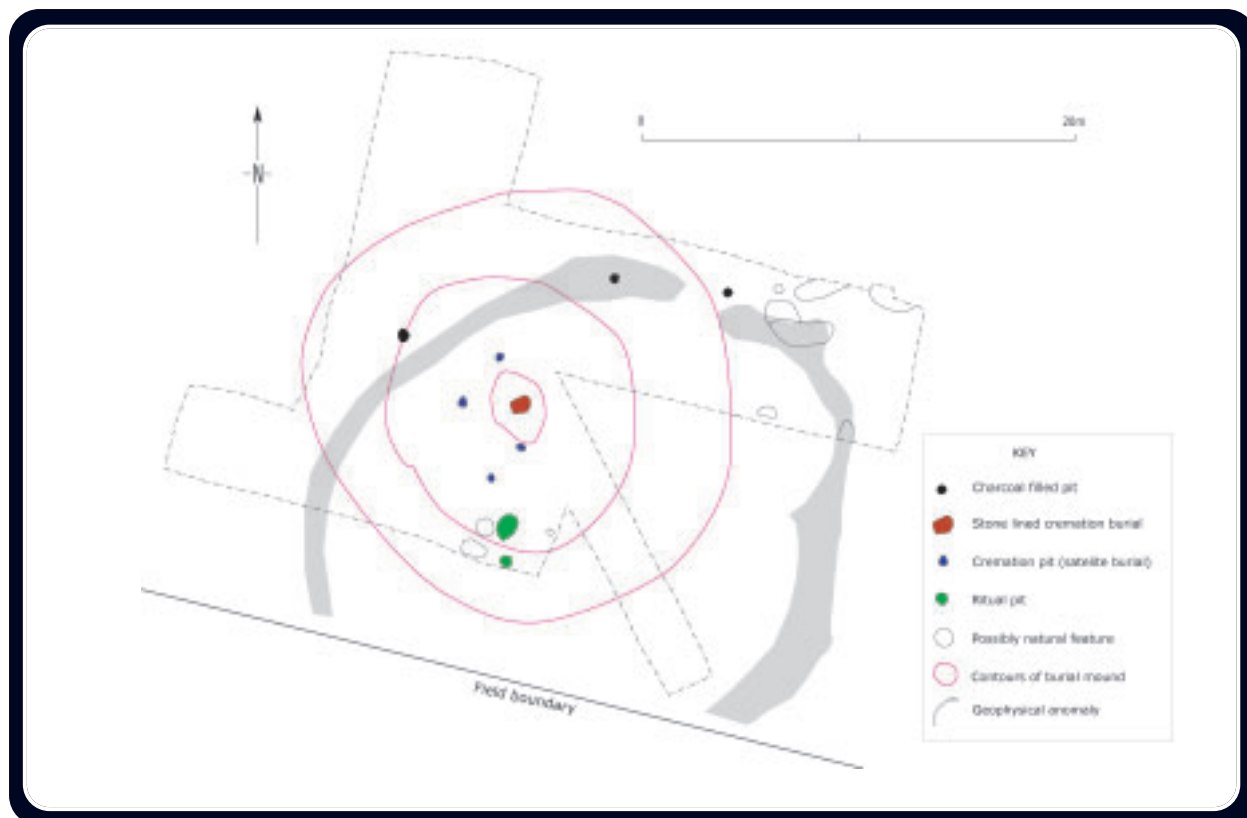 0 20m
N
KEY
Charcoal filled pit
Stone lined cremation burial
Cremation pit (satelite burial)
Ritual pit
Possibly natural feature
Contours of burial mound
Geophysical anomaly
Field boundary